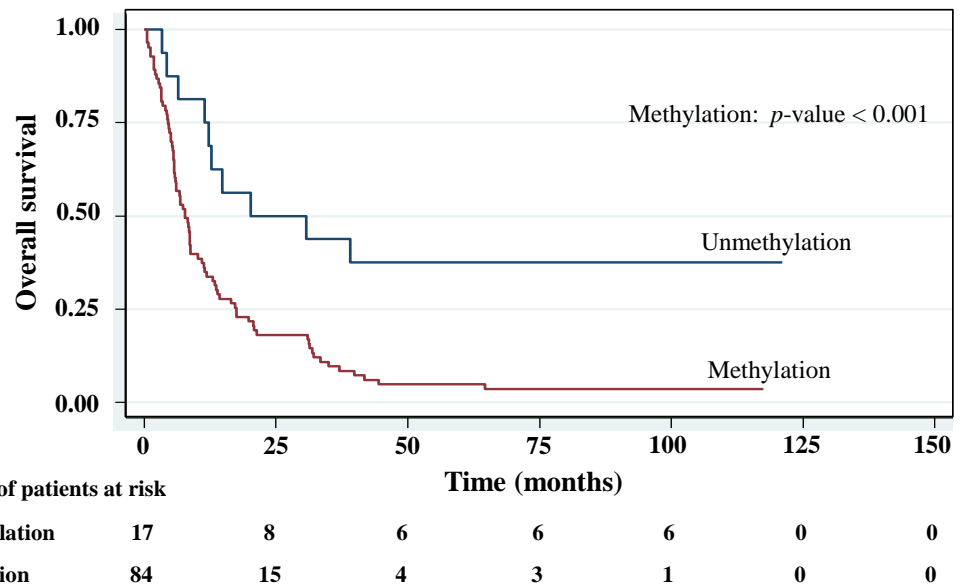 1.00
0.75
0.50
0.25
0.00
Overall survival
Methylation: p-value < 0.001
Unmethylation
Methylation
0 25 50 75 100 125 150
Time (months)
of patients at risk
lation 17 8 6 6 6 0 0
ion 84 15 4 3 1 0 0